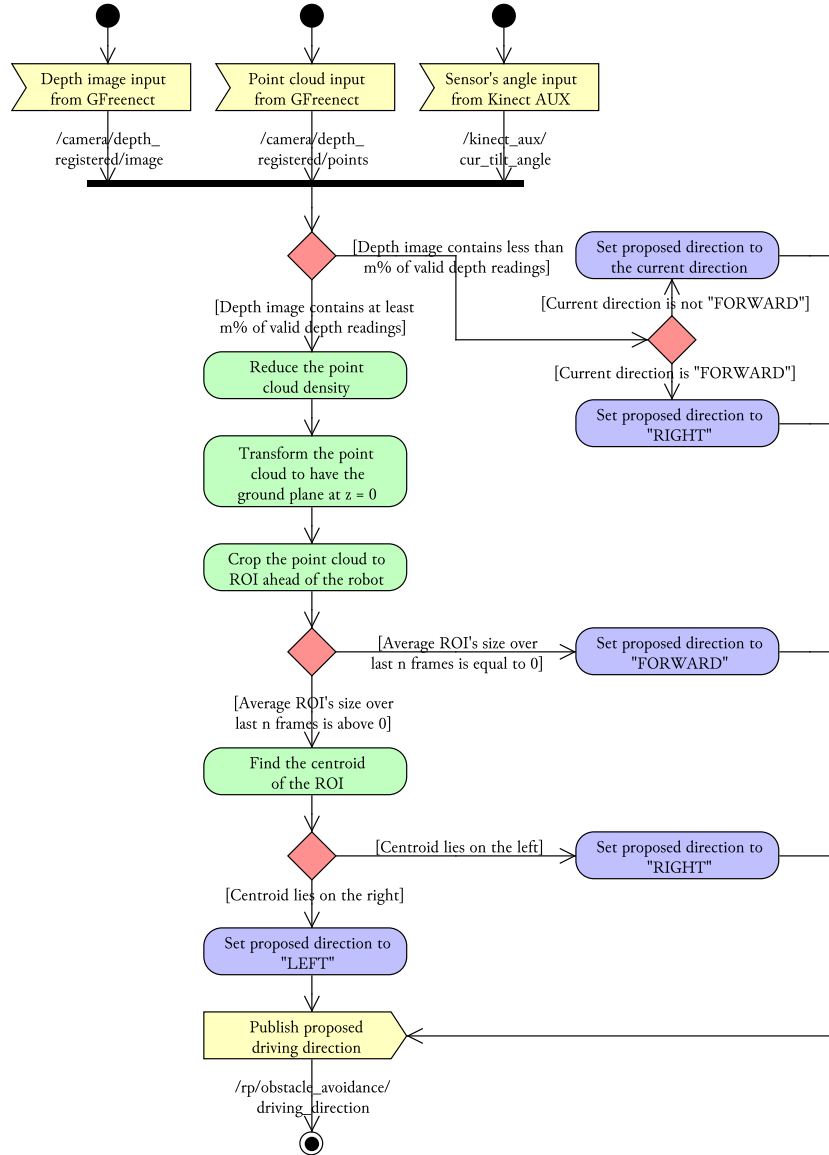 Depth image input
from GFreenect
Point cloud input
from GFreenect
Sensor's angle input
from Kinect AUX
/camera/depth_
registered/image
/camera/depth_
registered/points
/kinect_aux/
cur_tilt_angle
[Depth image contains less than
m% of valid depth readings]
Set proposed direction to
the current direction
[Current direction is not "FORWARD"]
[Depth image contains at least
m% of valid depth readings]
[Current direction is "FORWARD"]
Reduce the point
cloud density
Set proposed direction to
"RIGHT"
Transform the point
cloud to have the
ground plane at z = 0
Crop the point cloud to
ROI ahead of the robot
[Average ROI's size over
last n frames is equal to 0]
Set proposed direction to
"FORWARD"
[Average ROI's size over
last n frames is above 0]
Find the centroid
of the ROI
[Centroid lies on the left]
Set proposed direction to
"RIGHT"
[Centroid lies on the right]
Set proposed direction to
"LEFT"
Publish proposed
driving direction
/rp/obstacle_avoidance/
driving_direction